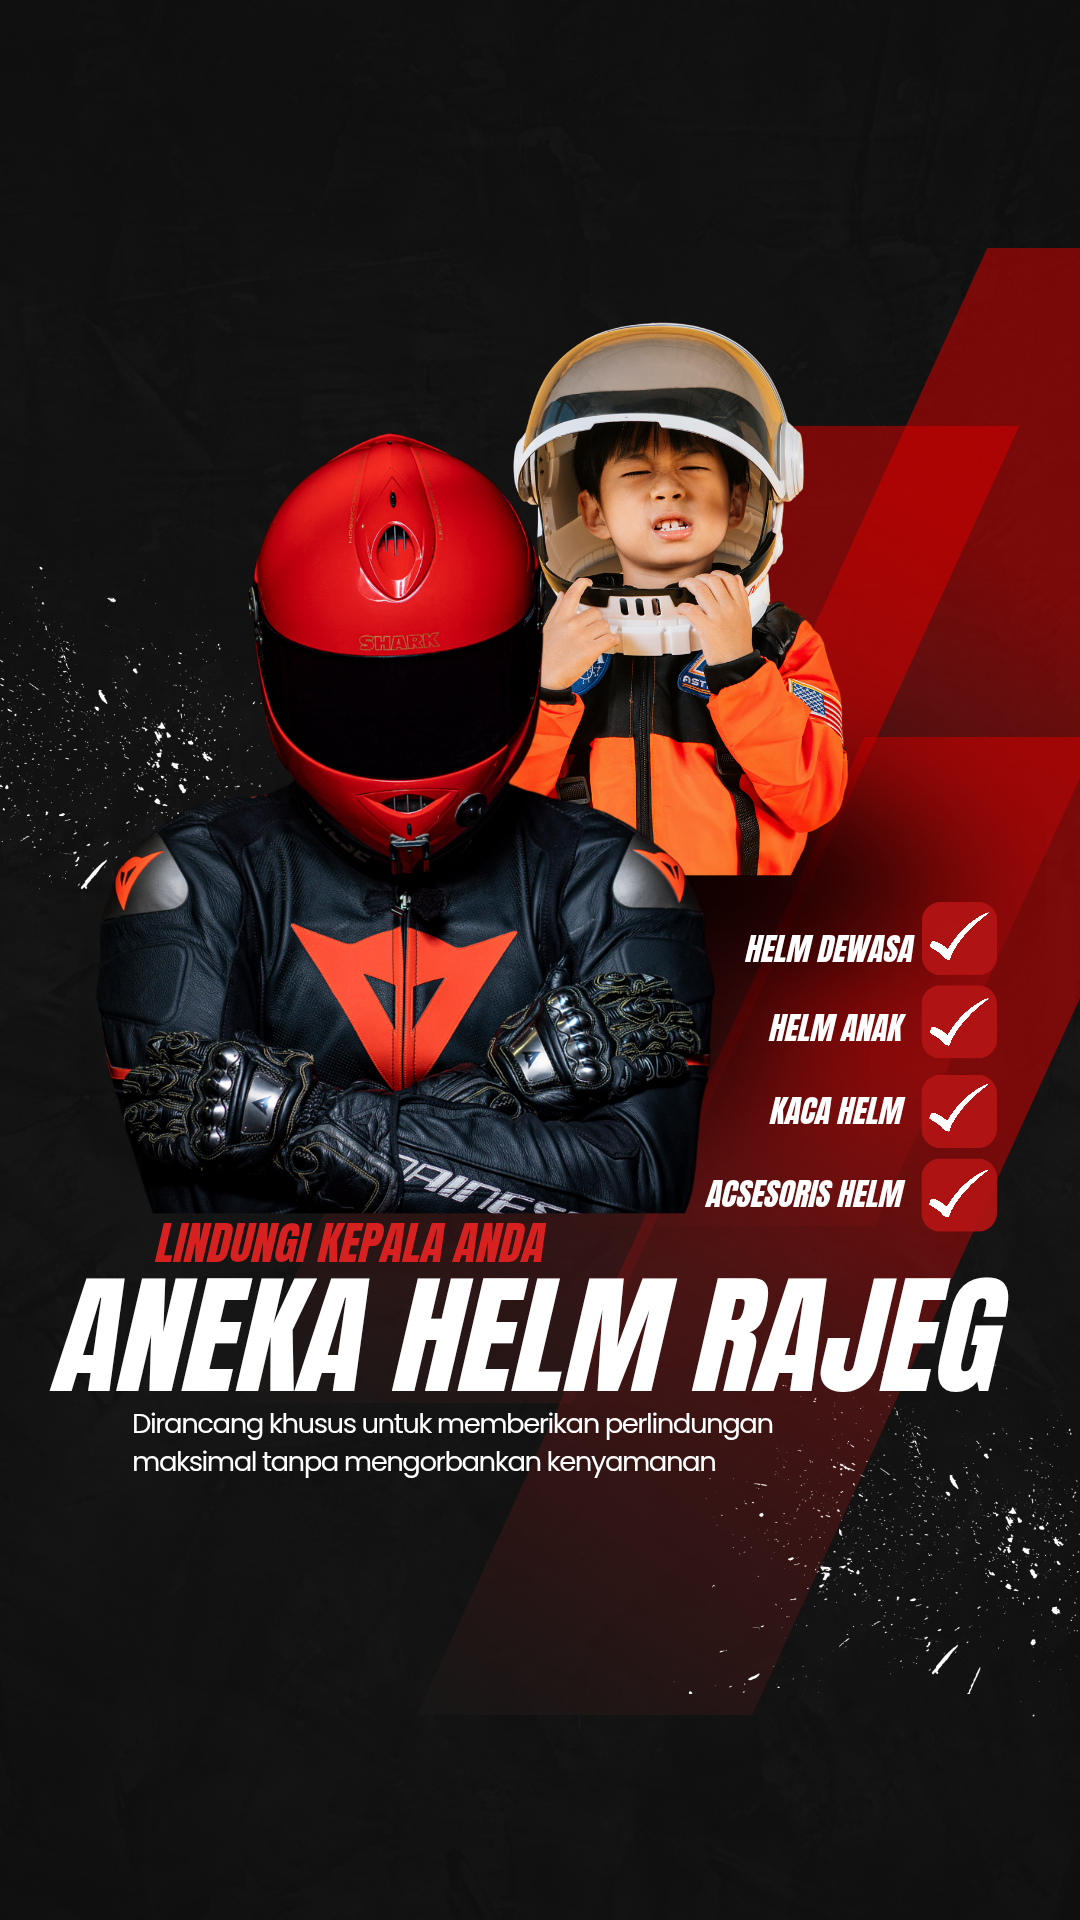 SHARK
HELM DEWASA
HELM ANAK
KACA HELM
ACSESORIS HELM
LINDUNGI KEPALA ANDA
ANEKA HELM RAJEG
Dirancang khusus untuk memberikan perlindungan
maksimal tanpa mengorbankan kenyamanan